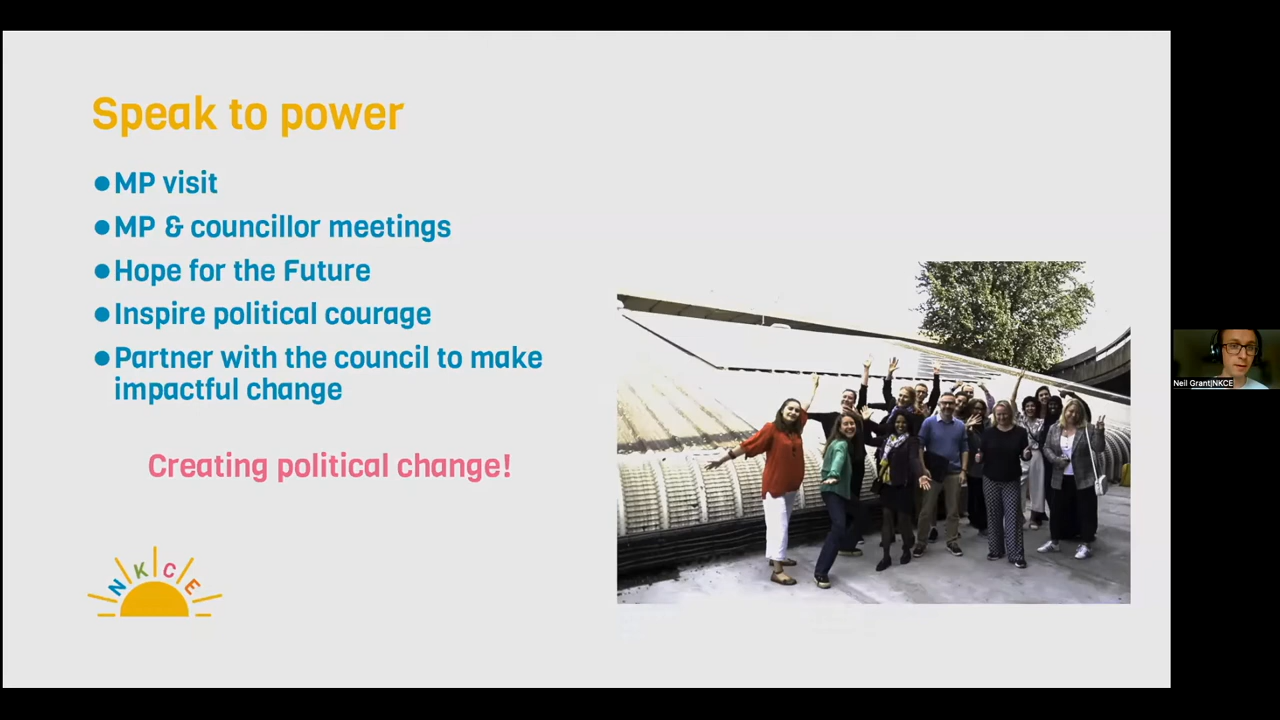 Speak to power
●MP visit
●MP & councillor meetings
●Hope for the Future
●Inspire political courage
●Partner with the council to make
impactful change
Creating political change!
NKCE
Neil Grant|NKCE